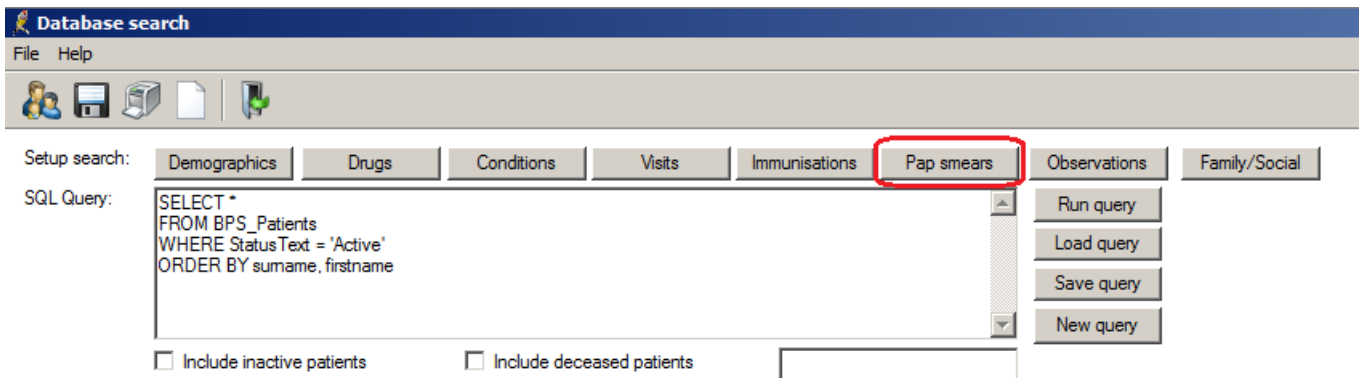 Database search
File Help
Setup search: Demographics Drugs Conditions Visits Immunisations Pap smears Observations Family/Social
SQL Query: SELECT * Run query
FROM BPS_Patients
WHERE StatusText = 'Active' Load query
ORDER BY surname, firstname
Save query
New query
Include inactive patients Include deceased patients